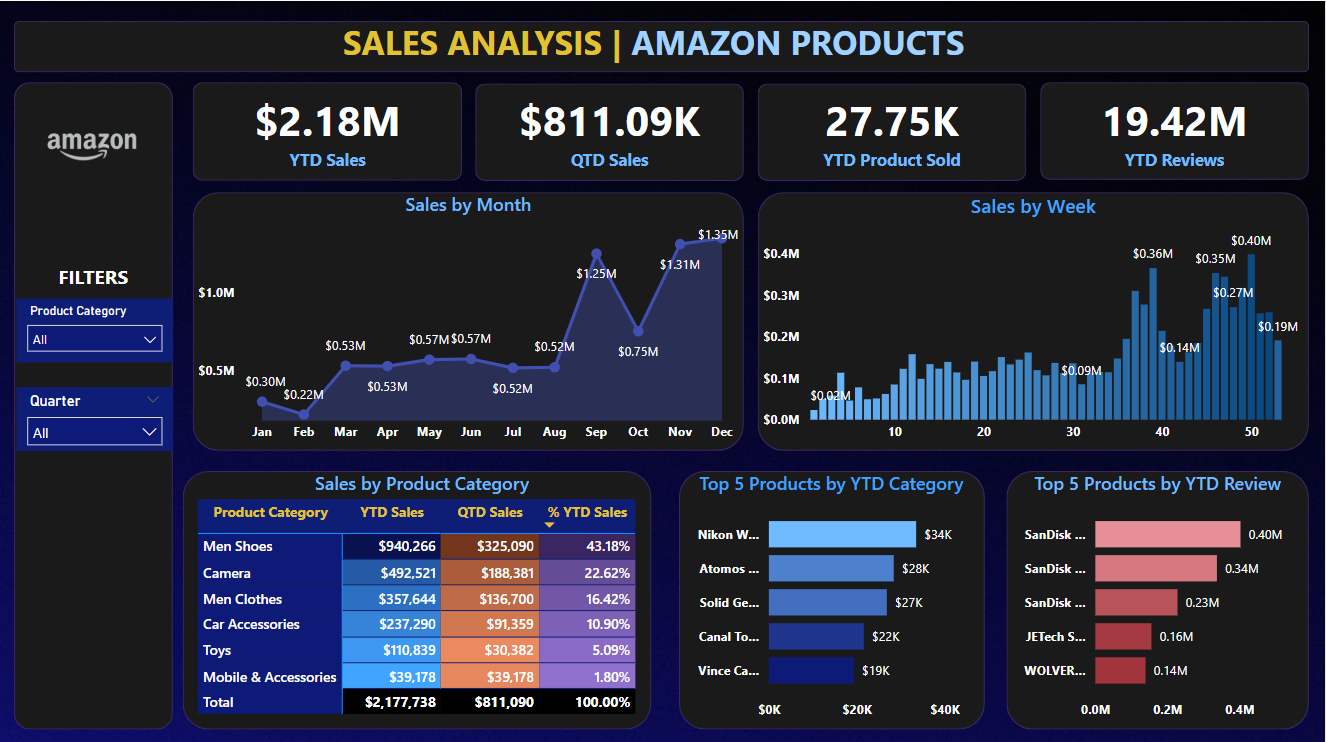 SALES ANALYSIS | AMAZON PRODUCTS
amazon
$2.18M
YTD Sales
$811.09K
QTD Sales
27.75K
YTD Product Sold
19.42M
YTD Reviews
FILTERS
Product Category
All
Quarter
All
Sales by Month
$1.0M
$0.5M
$0.30M
$0.22M
$0.53M
$0.53M
$0.57M
$0.57M
$0.52M
$0.52M
$1.25M
$0.75M
$1.31M
$1.35M
Jan Feb Mar Apr May Jun Jul Aug Sep Oct Nov Dec
Sales by Week
$0.4M
$0.3M
$0.2M
$0.1M
$0.0M
$0.02M
$0.09M
$0.36M
$0.14M
$0.35M
$0.27M
$0.40M
$0.19M
10 20 30 40 50
Sales by Product Category
Product Category YTD Sales QTD Sales % YTD Sales
Men Shoes $940,266 $325,090 43.18%
Camera $492,521 $188,381 22.62%
Men Clothes $357,644 $136,700 16.42%
Car Accessories $237,290 $91,359 10.90%
Toys $110,839 $30,382 5.09%
Mobile & Accessories $39,178 $39,178 1.80%
Total $2,177,738 $811,090 100.00%
Top 5 Products by YTD Category
Nikon W... $34K
Atomos ... $28K
Solid Ge... $27K
Canal To... $22K
Vince Ca... $19K
$0K $20K $40K
Top 5 Products by YTD Review
SanDisk ... 0.40M
SanDisk ... 0.34M
SanDisk ... 0.23M
JETech S... 0.16M
WOLVER... 0.14M
0.0M 0.2M 0.4M